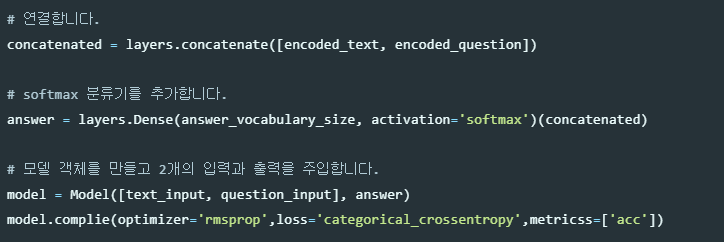 # 연결합니다.
concatenated = layers.concatenate([encoded_text, encoded_question])
# softmax 분류기를 추가합니다.
answer = layers.Dense(answer_vocabulary_size, activation='softmax')(concatenated)
# 모델 객체를 만들고 2개의 입력과 출력을 주입합니다.
model = Model([text_input, question_input], answer)
model.complie(optimizer='rmsprop',loss='categorical_crossentropy',metricss=['acc'])